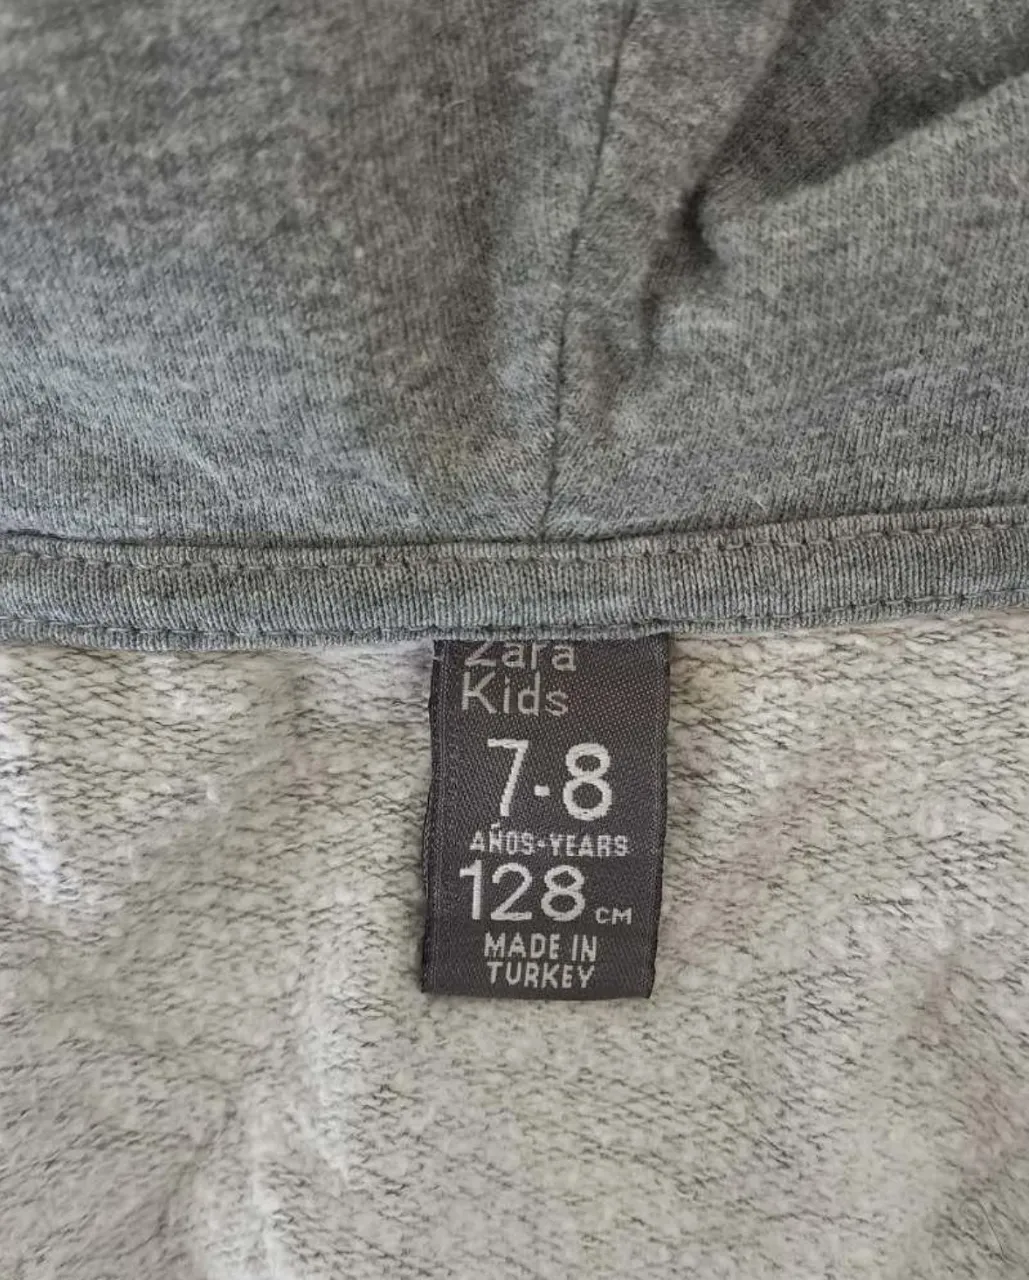 Zara
Kids
7-8
AÑOS-YEARS
128 CM
MADE IN
TURKEY